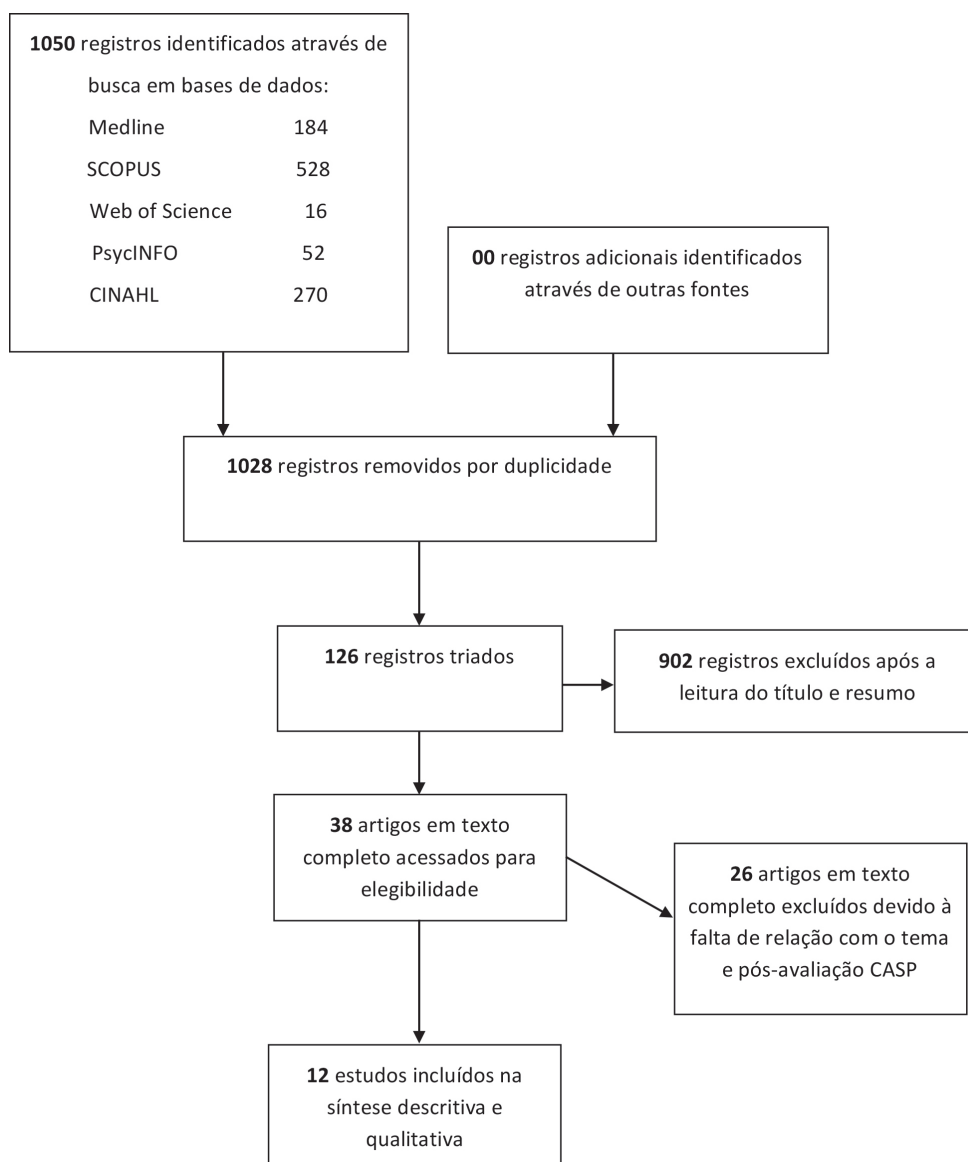 1050 registros identificados através de
busca em bases de dados:
Medline 184
SCOPUS 528
Web of Science 16
PsycINFO 52
CINAHL 270
00 registros adicionais identificados
através de outras fontes
1028 registros removidos por duplicidade
126 registros triados
902 registros excluídos após a
leitura do título e resumo
38 artigos em texto
completo acessados para
elegibilidade
26 artigos em texto
completo excluídos devido à
falta de relação com o tema
e pós-avaliação CASP
12 estudos incluídos na
síntese descritiva e
qualitativa